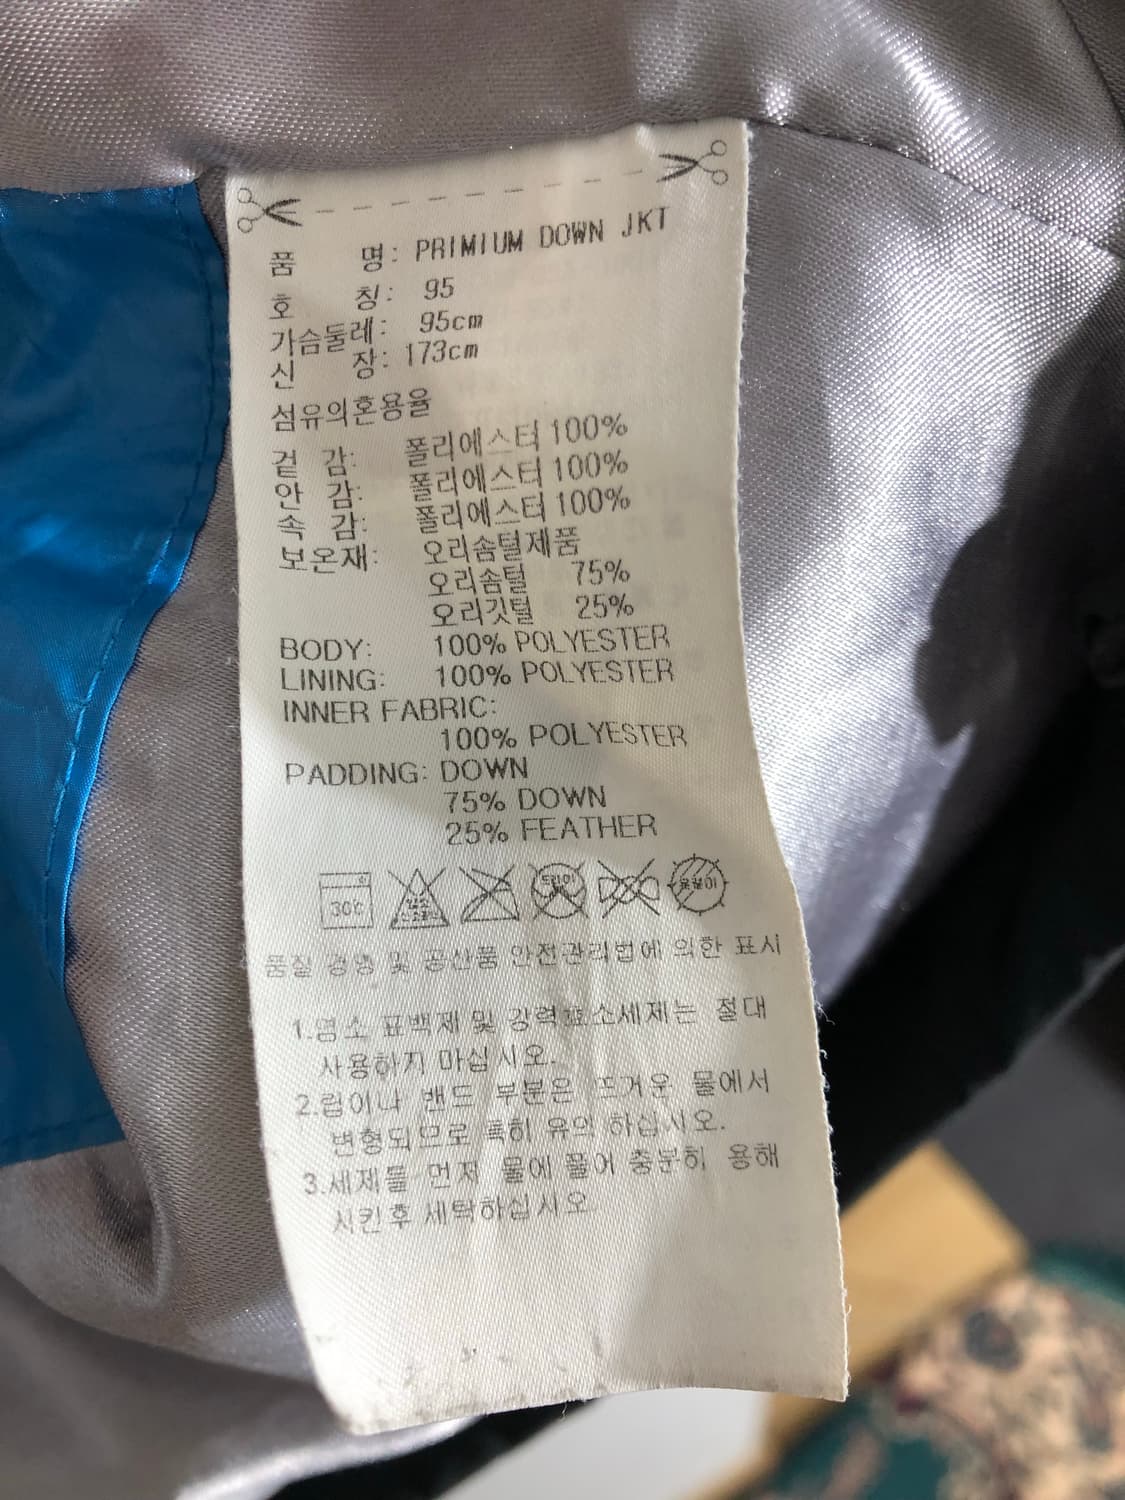 품 명: PRIMIUM DOWN JKT
호 칭: 95
가슴둘레: 95cm
신 장: 173cm
섬유의혼용율
겉 감: 폴리에스터 100%
안 감: 폴리에스터 100%
속 감: 폴리에스터 100%
보온재: 오리솜털제품
오리솜털 75%
오리깃털 25%
BODY: 100% POLYESTER
LINING: 100% POLYESTER
INNER FABRIC:
100% POLYESTER
PADDING: DOWN
75% DOWN
25% FEATHER
30℃ 드라이 옷걸이
품질 경영 및 공산품 안전관리법에 의한 표시
1.염소 표백제 및 강력효소세제는 절대
사용하지 마십시오.
2.립이나 밴드 부분은 뜨거운 물에서
변형되므로 특히 유의 하십시오.
3.세제를 먼저 물에 풀어 충분히 용해
시킨후 세탁하십시오